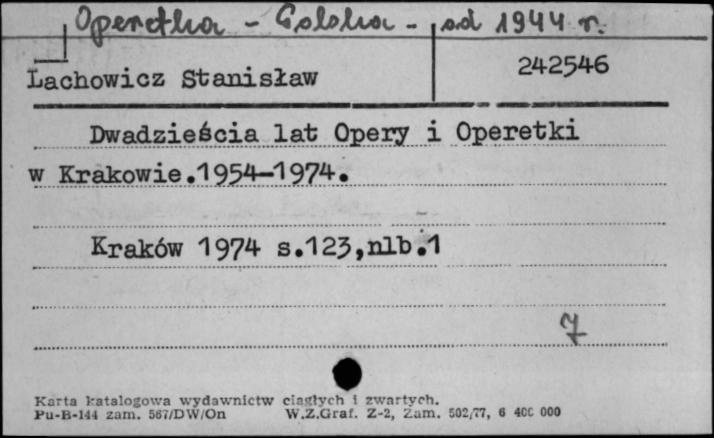 Operetka - Polska - od 1944 r.
Lachowicz Stanisław
242546
Dwadzieścia lat Opery i Operetki
w Krakowie.1954-1974.
Kraków 1974 s.123,nlb.1
7
Karta katalogowa wydawnictw ciągłych i zwartych.
Pu-B-144 zam. 567/DW/On W.Z.Graf. Z-2, Zam. 502/77, 6 400 000